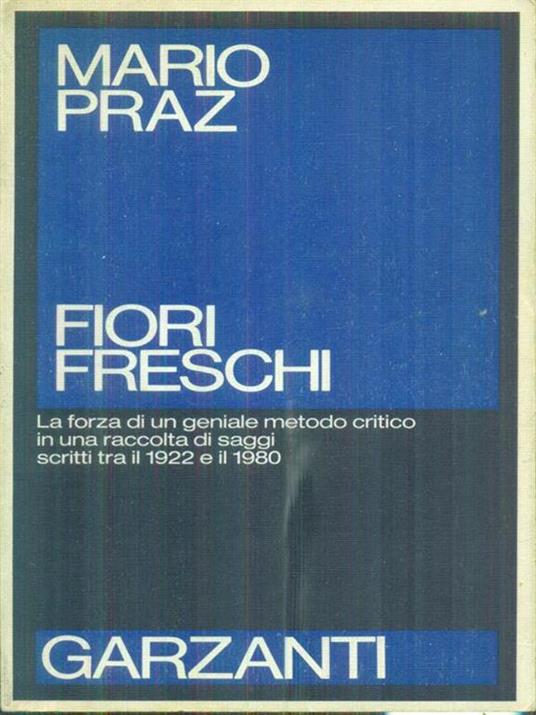 MARIO
PRAZ
FIORI
FRESCHI
La forza di un geniale metodo critico
in una raccolta di saggi
scritti tra il 1922 e il 1980
GARZANTI